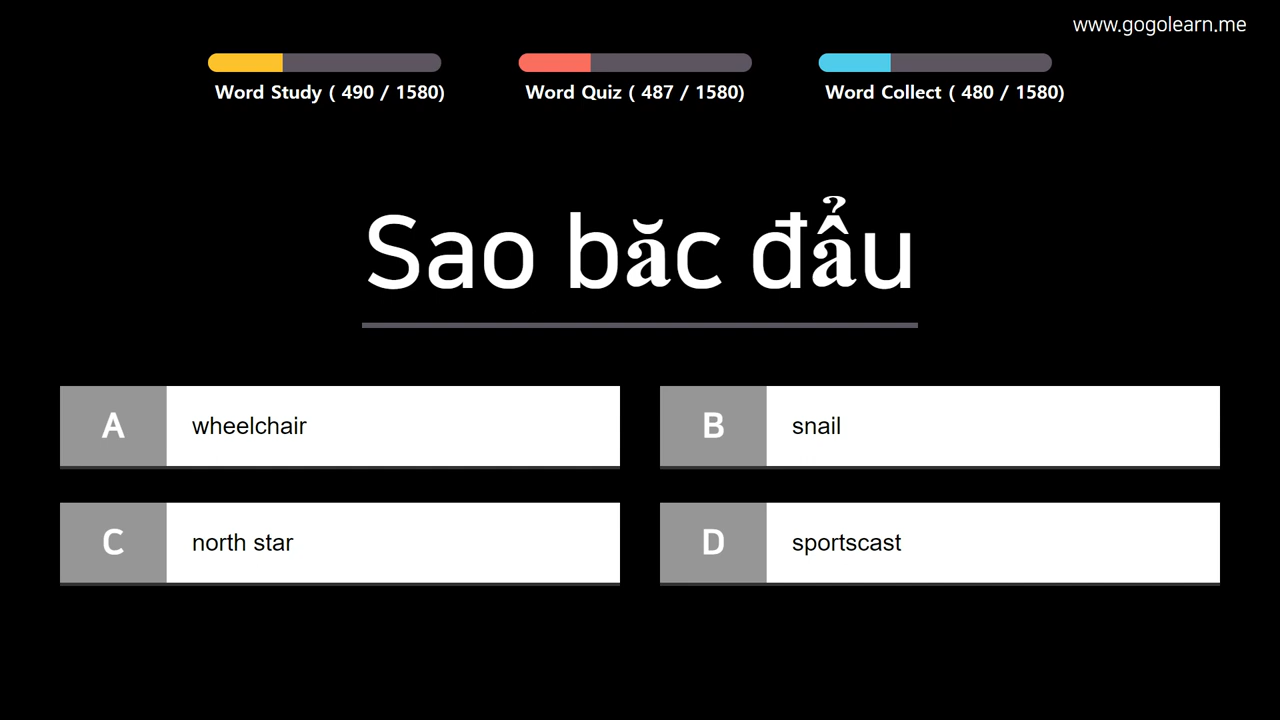 www.gogolearn.me
Word Study ( 490 / 1580)
Word Quiz ( 487 / 1580)
Word Collect ( 480 / 1580)
Sao băc đẩu
A wheelchair
B snail
C north star
D sportscast